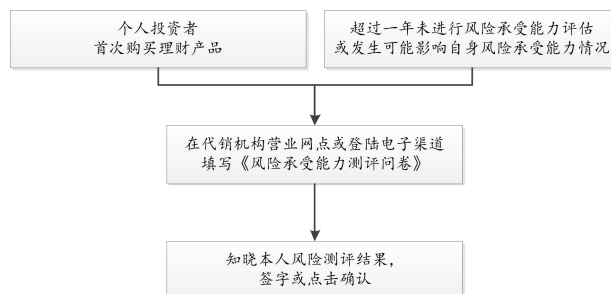 个人投资者
首次购买理财产品
超过一年未进行风险承受能力评估
或发生可能影响自身风险承受能力情况
在代销机构营业网点或登陆电子渠道
填写《风险承受能力测评问卷》
知晓本人风险测评结果，
签字或点击确认